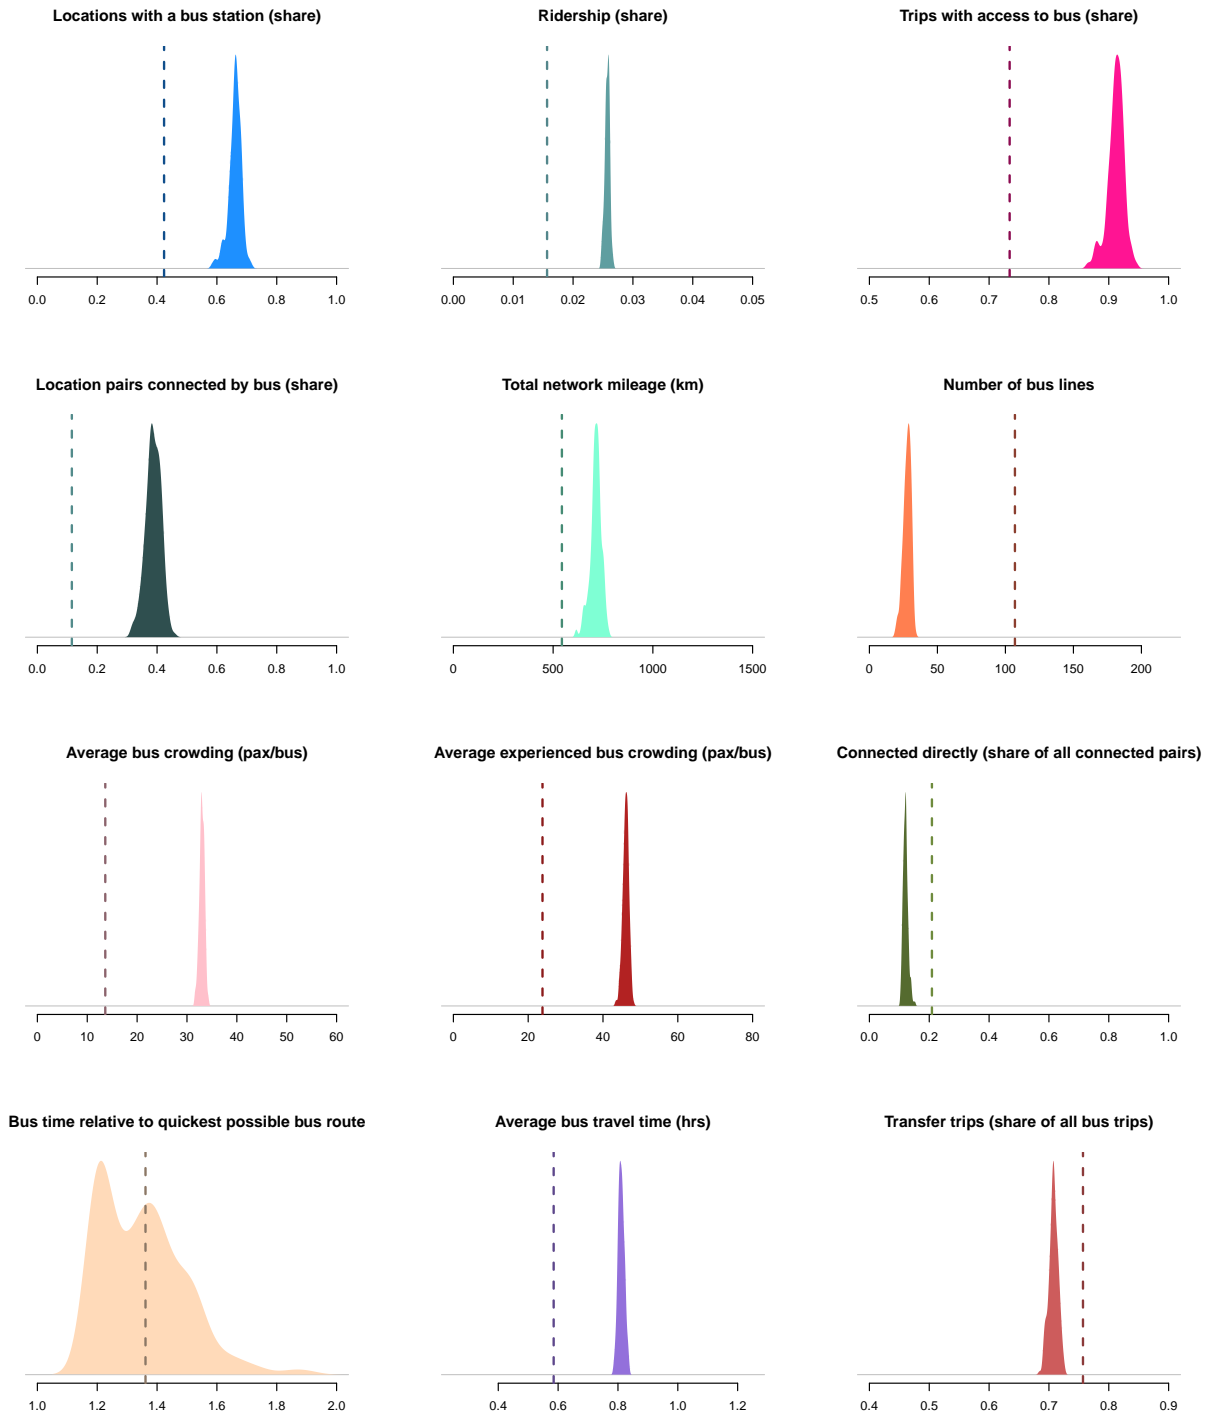 Locations with a bus station (share)
0.0 0.2 0.4 0.6 0.8 1.0
Ridership (share)
0.00 0.01 0.02 0.03 0.04 0.05
Trips with access to bus (share)
0.5 0.6 0.7 0.8 0.9 1.0
Location pairs connected by bus (share)
0.0 0.2 0.4 0.6 0.8 1.0
Total network mileage (km)
0 500 1000 1500
Number of bus lines
0 50 100 150 200
Average bus crowding (pax/bus)
0 10 20 30 40 50 60
Average experienced bus crowding (pax/bus)
0 20 40 60 80
Connected directly (share of all connected pairs)
0.0 0.2 0.4 0.6 0.8 1.0
Bus time relative to quickest possible bus route
1.0 1.2 1.4 1.6 1.8 2.0
Average bus travel time (hrs)
0.4 0.6 0.8 1.0 1.2
Transfer trips (share of all bus trips)
0.4 0.5 0.6 0.7 0.8 0.9